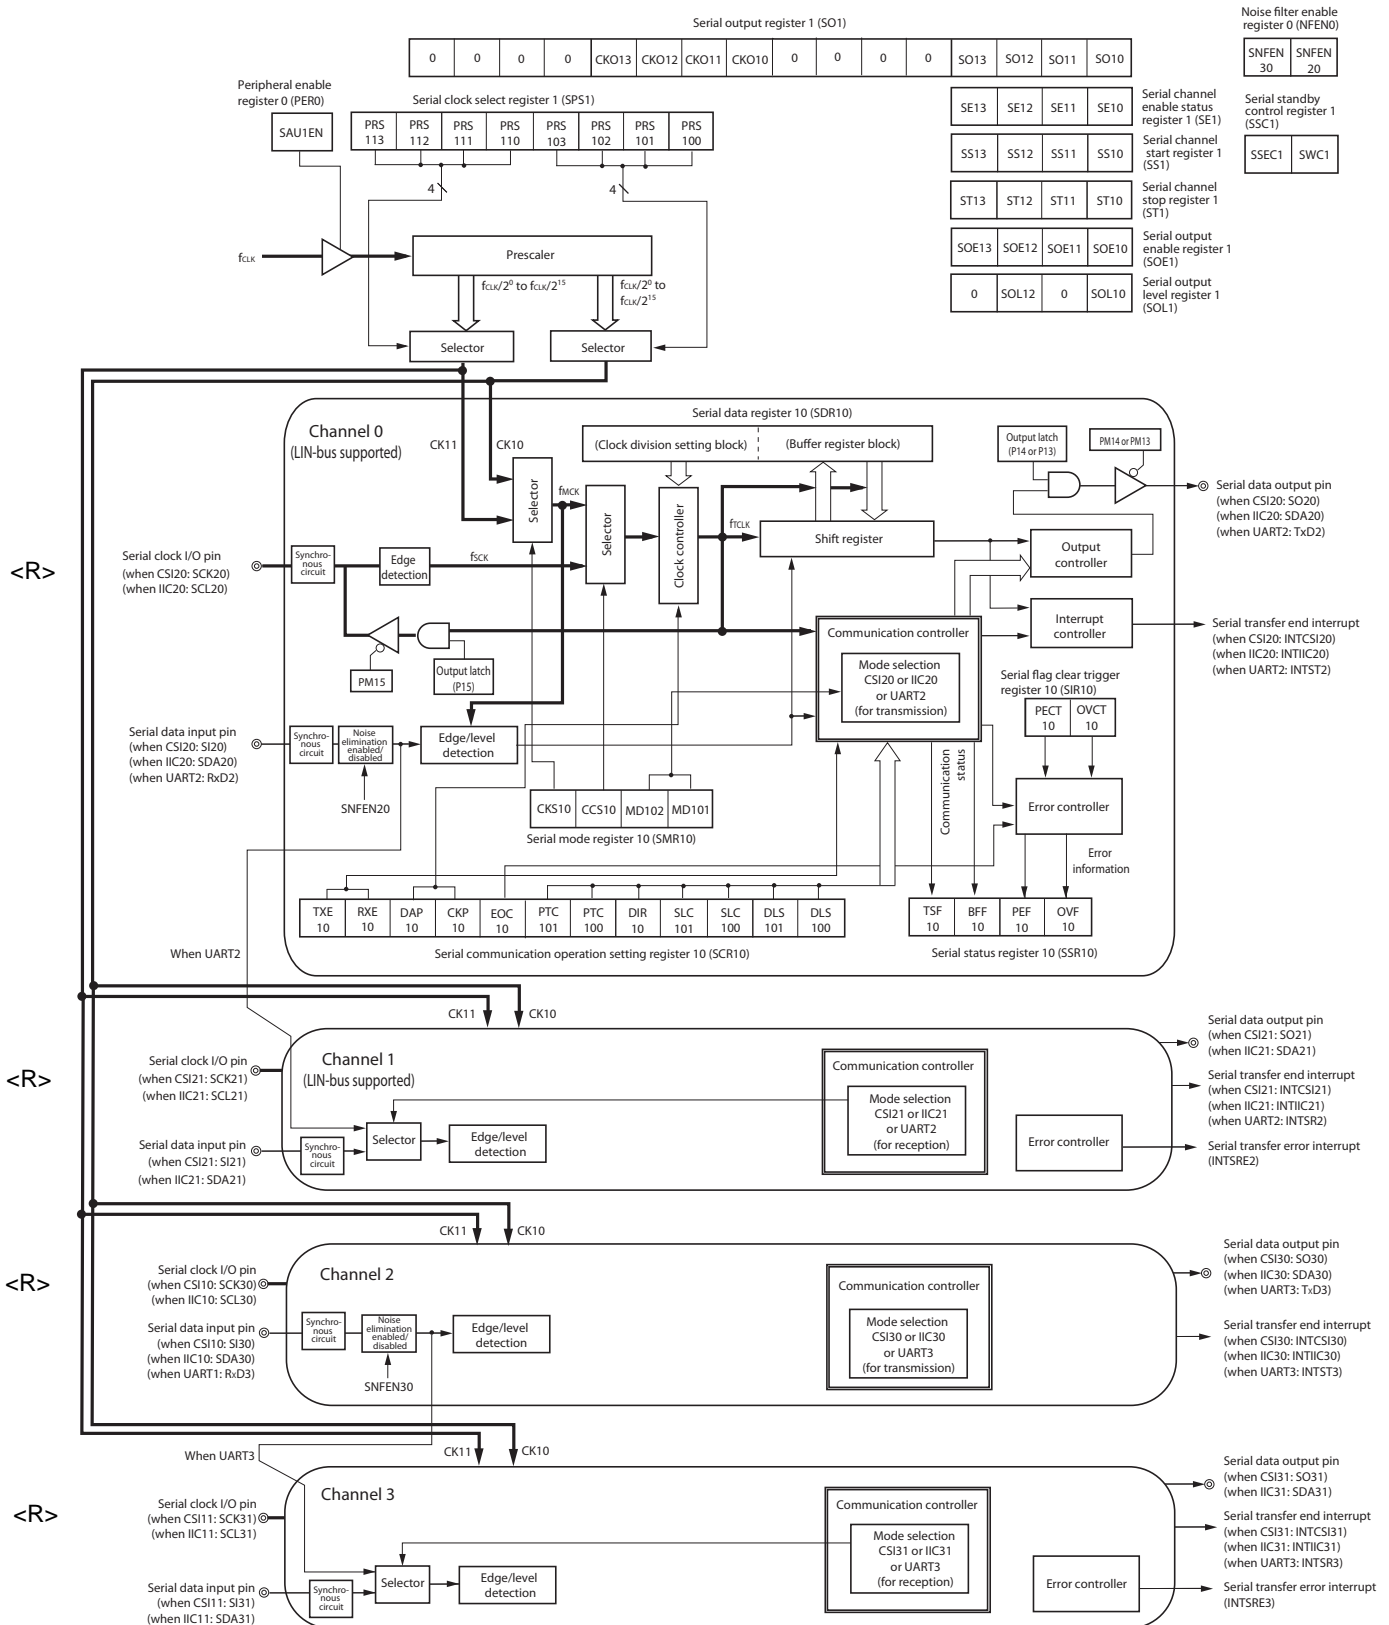 Serial output register 1 (SO1)
0 0 0 0 CKO13 CKO12 CKO11 CKO10 0 0 0 0 SO13 SO12 SO11 SO10
Noise filter enable
register 0 (NFEN0)
SNFEN
30
SNFEN
20
Peripheral enable
register 0 (PER0)
SAU1EN
Serial clock select register 1 (SPS1)
PRS
113
PRS
112
PRS
111
PRS
110
PRS
103
PRS
102
PRS
101
PRS
100
4
4
SE13 SE12 SE11 SE10
Serial channel
enable status
register 1 (SE1)
SS13 SS12 SS11 SS10
Serial channel
start register 1
(SS1)
ST13 ST12 ST11 ST10
Serial channel
stop register 1
(ST1)
SOE13 SOE12 SOE11 SOE10
Serial output
enable register 1
(SOE1)
0 SOL12 0 SOL10
Serial output
level register 1
(SOL1)
Serial standby
control register 1
(SSC1)
SSEC1 SWC1
fCLK
Prescaler
fCLK/2⁰ to fCLK/2¹⁵
fCLK/2⁰ to
fCLK/2¹⁵
Selector
Selector
Channel 0
(LIN-bus supported)
CK11
CK10
Serial data register 10 (SDR10)
(Clock division setting block)
(Buffer register block)
Output latch
(P14 or P13)
PM14 or PM13
Serial data output pin
(when CSI20: SO20)
(when IIC20: SDA20)
(when UART2: TxD2)
Selector
fMCK
Selector
Clock controller
fTCLK
Shift register
Output
controller
<R>
Serial clock I/O pin
(when CSI20: SCK20)
(when IIC20: SCL20)
Synchro-
nous
circuit
Edge
detection
fSCK
PM15
Output latch
(P15)
Communication controller
Mode selection
CSI20 or IIC20
or UART2
(for transmission)
Interrupt
controller
Serial transfer end interrupt
(when CSI20: INTCSI20)
(when IIC20: INTIIC20)
(when UART2: INTST2)
Serial flag clear trigger
register 10 (SIR10)
PECT
10
OVCT
10
Serial data input pin
(when CSI20: SI20)
(when IIC20: SDA20)
(when UART2: RxD2)
Synchro-
nous
circuit
Noise
elimination
enabled/
disabled
Edge/level
detection
SNFEN20
CKS10 CCS10 MD102 MD101
Serial mode register 10 (SMR10)
Communication
status
Error controller
Error
information
TXE
10
RXE
10
DAP
10
CKP
10
EOC
10
PTC
101
PTC
100
DIR
10
SLC
101
SLC
100
DLS
101
DLS
100
Serial communication operation setting register 10 (SCR10)
TSF
10
BFF
10
PEF
10
OVF
10
Serial status register 10 (SSR10)
When UART2
CK11
CK10
<R>
Channel 1
(LIN-bus supported)
Serial clock I/O pin
(when CSI21: SCK21)
(when IIC21: SCL21)
Serial data input pin
(when CSI21: SI21)
(when IIC21: SDA21)
Synchro-
nous
circuit
Selector
Edge/level
detection
Communication controller
Mode selection
CSI21 or IIC21
or UART2
(for reception)
Error controller
Serial data output pin
(when CSI21: SO21)
(when IIC21: SDA21)
Serial transfer end interrupt
(when CSI21: INTCSI21)
(when IIC21: INTIIC21)
(when UART2: INTSR2)
Serial transfer error interrupt
(INTSRE2)
CK11
CK10
<R>
Channel 2
Serial clock I/O pin
(when CSI10: SCK30)
(when IIC10: SCL30)
Serial data input pin
(when CSI10: SI30)
(when IIC10: SDA30)
(when UART1: RxD3)
Synchro-
nous
circuit
Noise
elimination
enabled/
disabled
Edge/level
detection
SNFEN30
Communication controller
Mode selection
CSI30 or IIC30
or UART3
(for transmission)
Serial data output pin
(when CSI30: SO30)
(when IIC30: SDA30)
(when UART3: TxD3)
Serial transfer end interrupt
(when CSI30: INTCSI30)
(when IIC30: INTIIC30)
(when UART3: INTST3)
When UART3
CK11
CK10
<R>
Channel 3
Serial clock I/O pin
(when CSI11: SCK31)
(when IIC11: SCL31)
Serial data input pin
(when CSI11: SI31)
(when IIC11: SDA31)
Synchro-
nous
circuit
Selector
Edge/level
detection
Communication controller
Mode selection
CSI31 or IIC31
or UART3
(for reception)
Error controller
Serial data output pin
(when CSI31: SO31)
(when IIC31: SDA31)
Serial transfer end interrupt
(when CSI31: INTCSI31)
(when IIC31: INTIIC31)
(when UART3: INTSR3)
Serial transfer error interrupt
(INTSRE3)